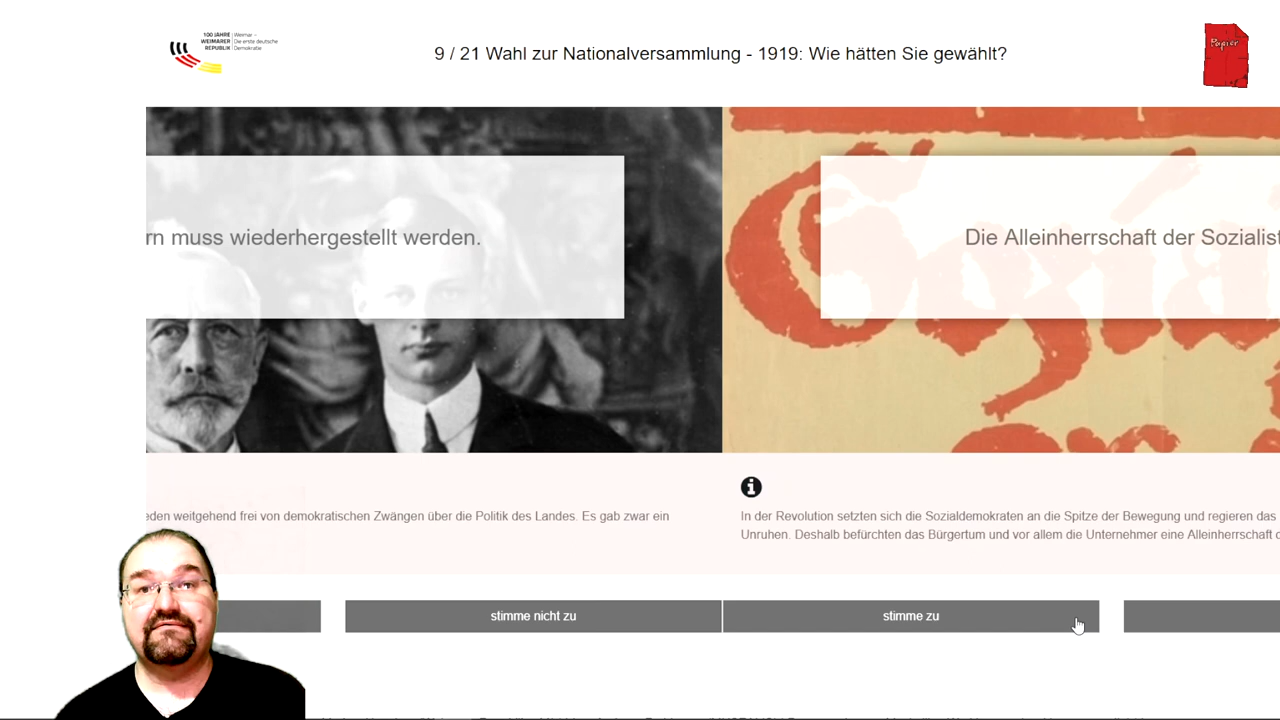 100 JAHRE
WEIMARER
REPUBLIK
Weimar –
Die erste deutsche
Demokratie
9 / 21 Wahl zur Nationalversammlung - 1919: Wie hätten Sie gewählt?
Papier
rn muss wiederhergestellt werden.
Die Alleinherrschaft der Sozialist
eden weitgehend frei von demokratischen Zwängen über die Politik des Landes. Es gab zwar ein
In der Revolution setzten sich die Sozialdemokraten an die Spitze der Bewegung und regieren das
Unruhen. Deshalb befürchten das Bürgertum und vor allem die Unternehmer eine Alleinherrschaft d
stimme nicht zu
stimme zu